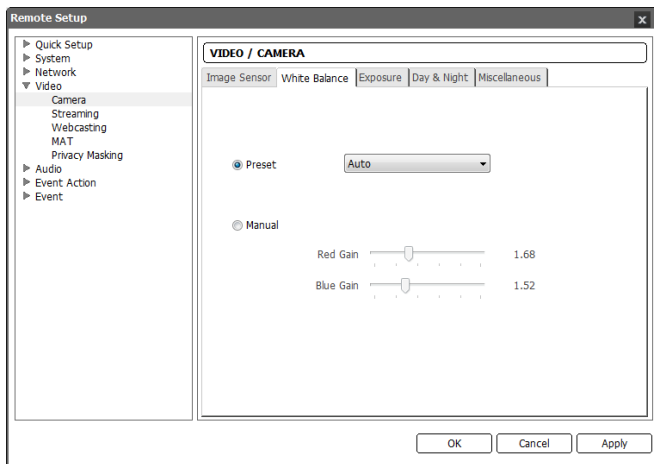 Remote Setup
x
Quick Setup
System
Network
Video
Camera
Streaming
Webcasting
MAT
Privacy Masking
Audio
Event Action
Event
VIDEO / CAMERA
Image Sensor White Balance Exposure Day & Night Miscellaneous
Preset Auto
Manual
Red Gain 1.68
Blue Gain 1.52
OK Cancel Apply